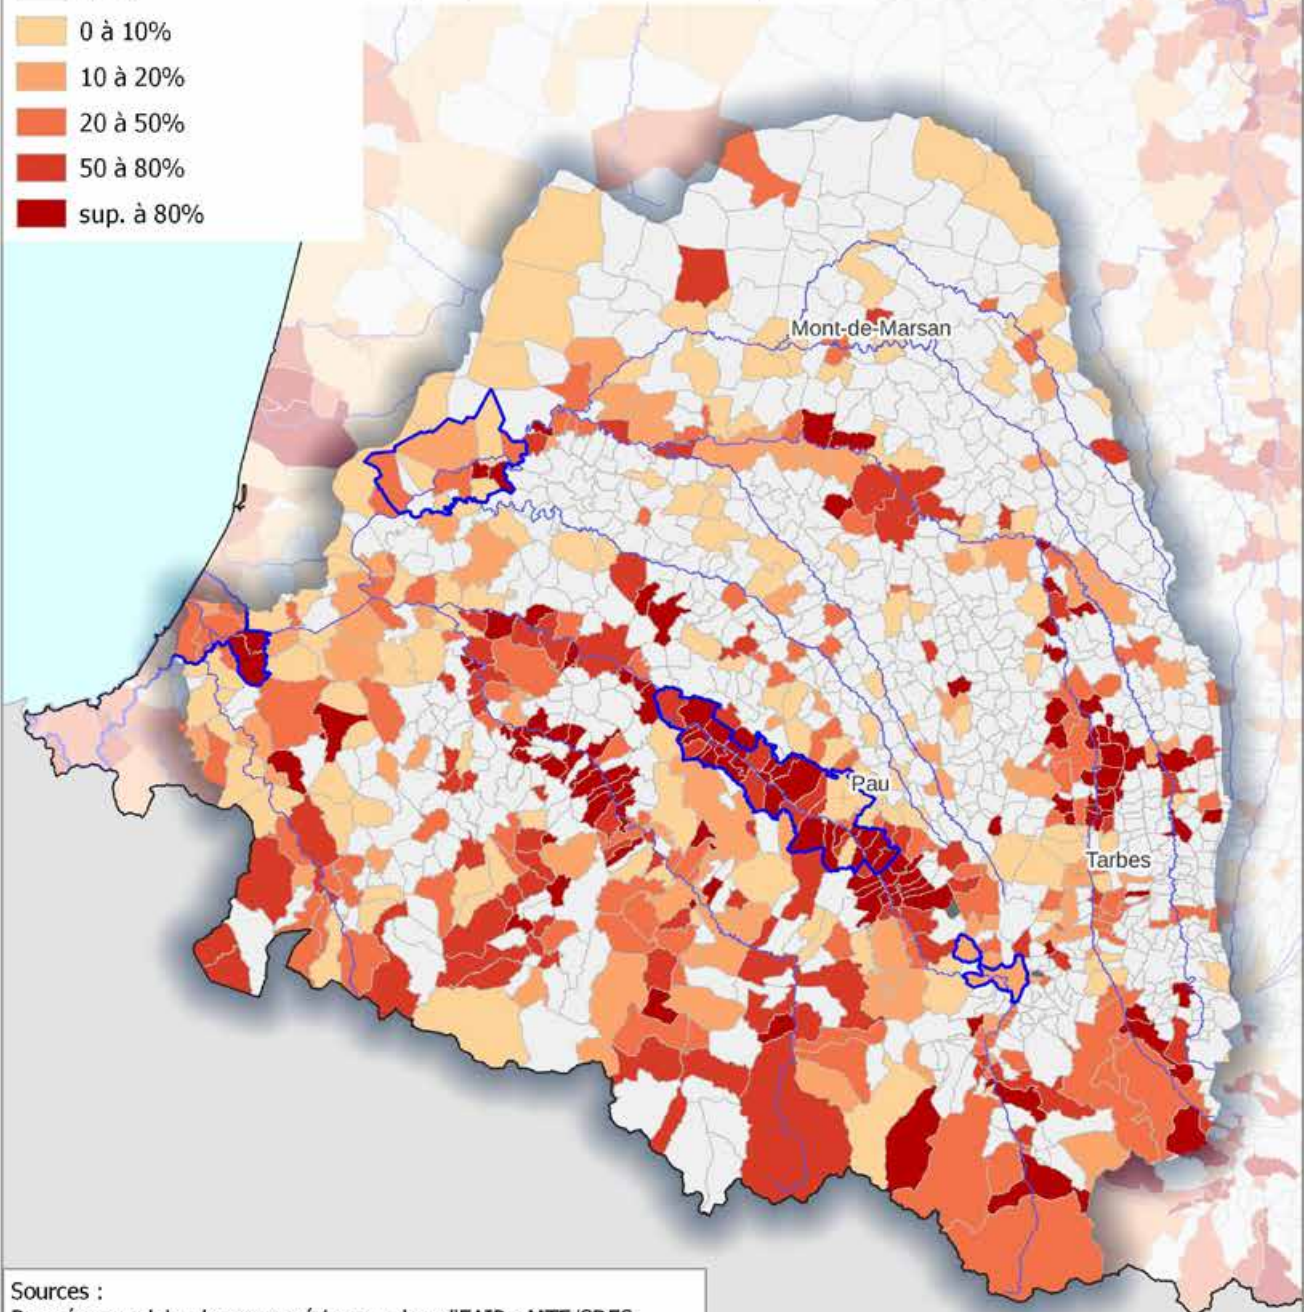 0 à 10%
10 à 20%
20 à 50%
50 à 80%
sup. à 80%
Mont-de-Marsan
Pau
Tarbes
Sources :